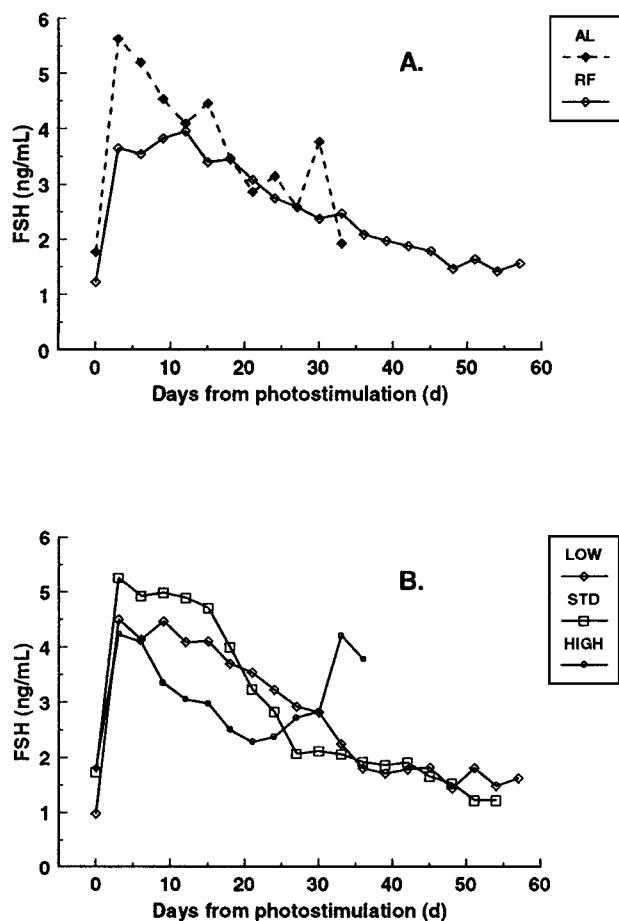 A.
AL
RF
FSH (ng/mL)
6
5
4
3
2
1
0
0 10 20 30 40 50 60
Days from photostimulation (d)
B.
LOW
STD
HIGH
FSH (ng/mL)
6
5
4
3
2
1
0
0 10 20 30 40 50 60
Days from photostimulation (d)